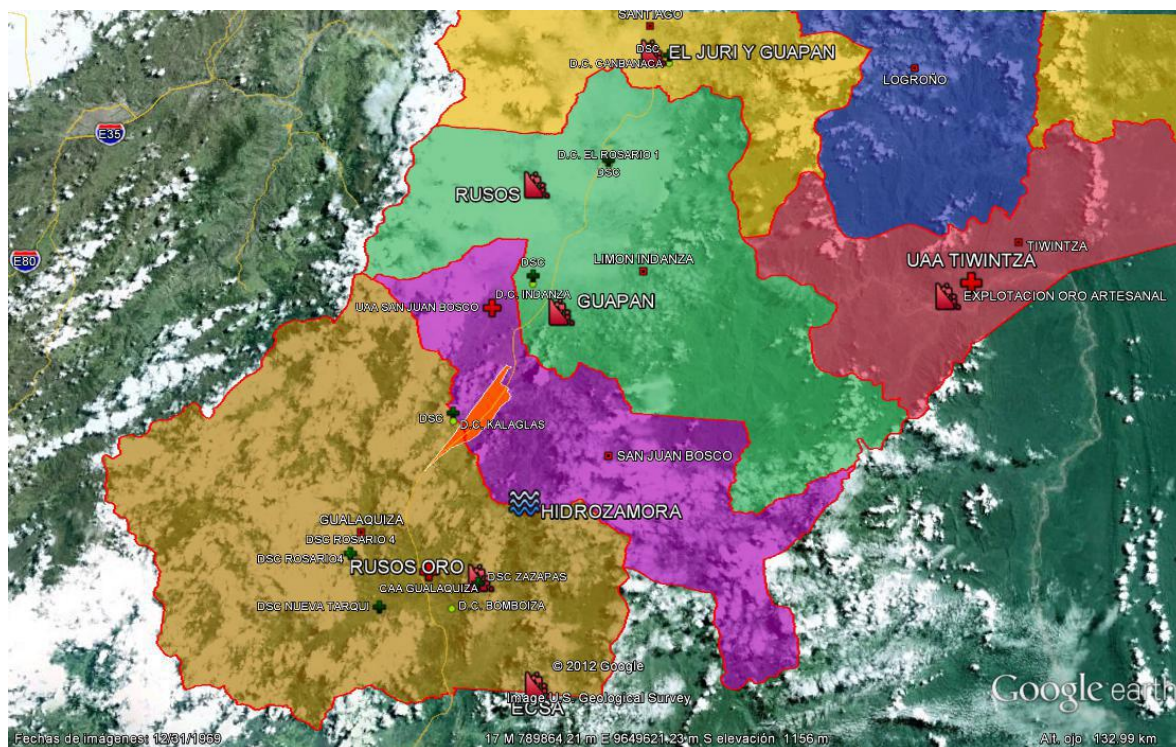 SANTIAGO
DSC
EL JURI Y GUAPAN
D.C. CANBANACA
LOGROÑO
E35
D.C. EL ROSARIO 1
DSC
RUSOS
TIWINTZA
E80
DSC
LIMON INDANZA
UAA TIWINTZA
D.C. INDANZA
UAA SAN JUAN BOSCO
GUAPAN
EXPLOTACION ORO ARTESANAL
DSC
D.C. KALAGLAS
SAN JUAN BOSCO
HIDROZAMORA
GUALAQUIZA
DSC ROSARIO 4
DSC ROSARIO4
RUSOS ORO
DSC ZAZAPAS
CAA GUALAQUIZA
DSC NUEVA TARQUI
D.C. BOMBOIZA
© 2012 Google
Image U.S. Geological Survey
ECSA
Google earth
Fechas de imágenes: 12/31/1969
17 M 789864.21 m E 9649621.23 m S elevación 1156 m
Alt. ojo 132.99 km